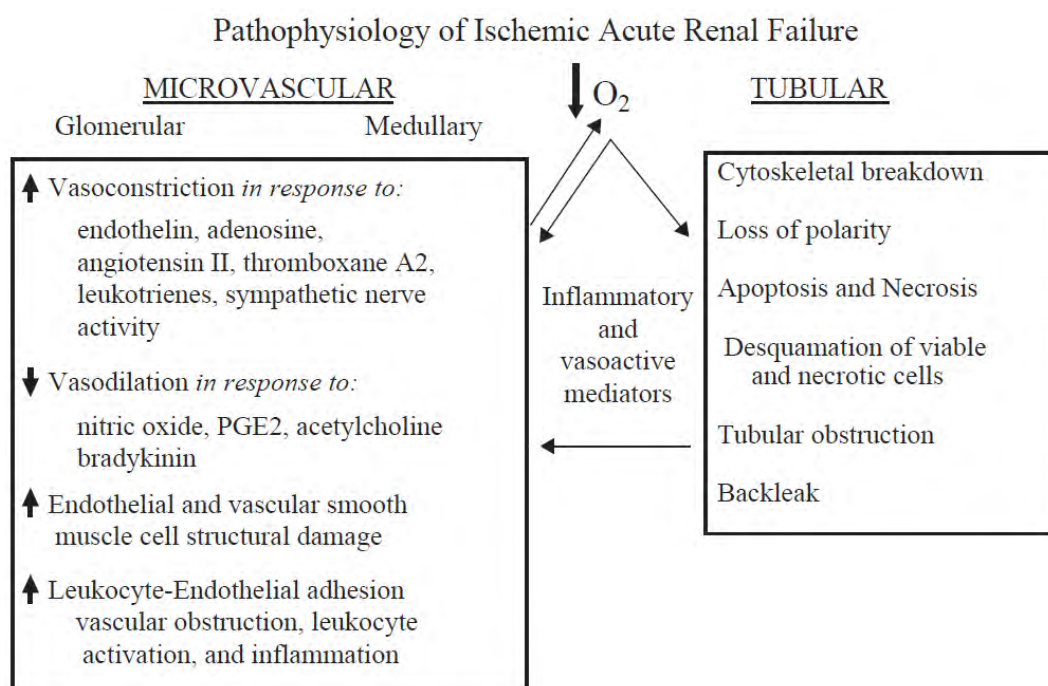 Pathophysiology of Ischemic Acute Renal Failure
MICROVASCULAR
Glomerular Medullary
O₂
TUBULAR
Vasoconstriction in response to:
endothelin, adenosine,
angiotensin II, thromboxane A2,
leukotrienes, sympathetic nerve
activity
Vasodilation in response to:
nitric oxide, PGE2, acetylcholine
bradykinin
Endothelial and vascular smooth
muscle cell structural damage
Leukocyte-Endothelial adhesion
vascular obstruction, leukocyte
activation, and inflammation
Inflammatory
and
vasoactive
mediators
Cytoskeletal breakdown
Loss of polarity
Apoptosis and Necrosis
Desquamation of viable
and necrotic cells
Tubular obstruction
Backleak